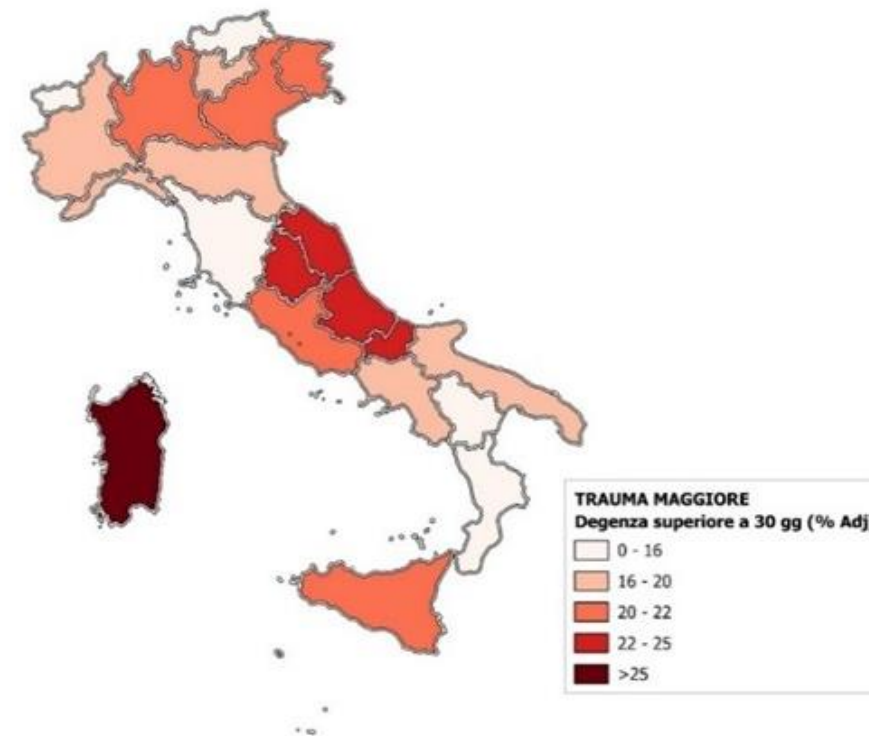 TRAUMA MAGGIORE
Degenza superiore a 30 gg (% Adj
0 - 16
16 - 20
20 - 22
22 - 25
>25